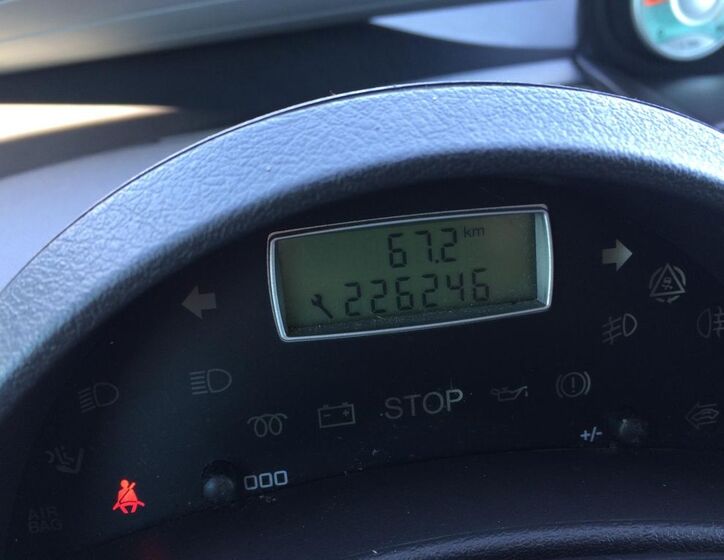 67.2 km
226246
STOP
+/-
000
AIR
BAG